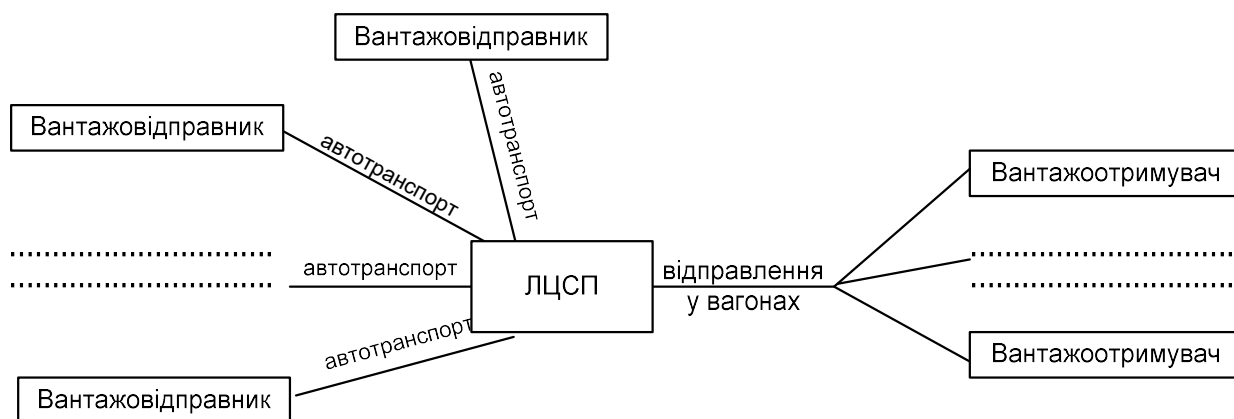 Вантажовідправник
Вантажовідправник
автотранспорт
автотранспорт
Вантажоотримувач
автотранспорт
ЛЦСП
відправлення
у вагонах
автотранспорт
Вантажоотримувач
Вантажовідправник